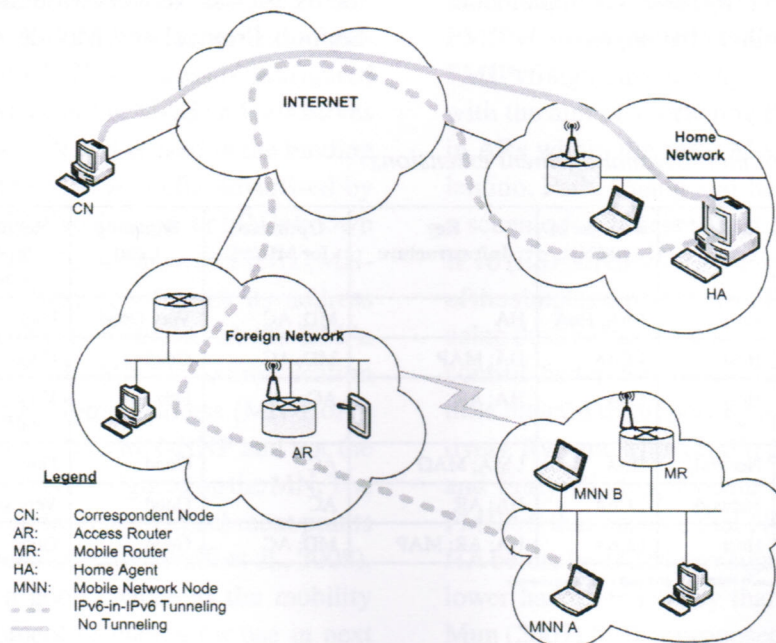 INTERNET
Home
Network
CN
HA
Foreign Network
AR
MR
MNN B
MNN A
Legend
CN: Correspondent Node
AR: Access Router
MR: Mobile Router
HA: Home Agent
MNN: Mobile Network Node
IPv6-in-IPv6 Tunneling
No Tunneling